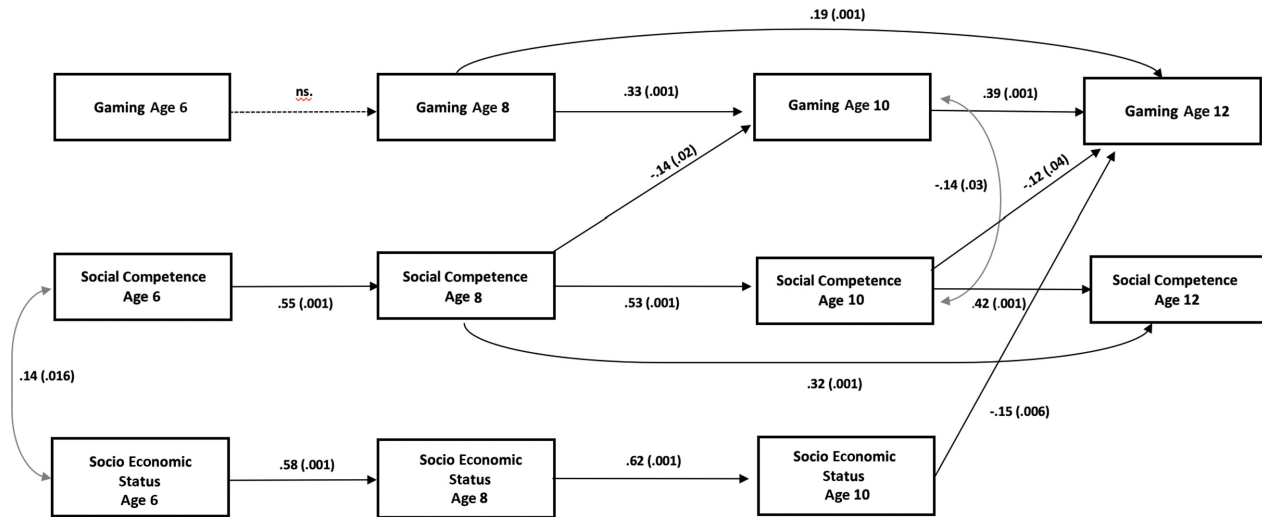 .19 (.001)
ns.
.33 (.001)
.39 (.001)
Gaming Age 6
Gaming Age 8
Gaming Age 10
Gaming Age 12
-.14 (.02)
-.14 (.03)
-.12 (.04)
Social Competence
Age 6
Social Competence
Age 8
Social Competence
Age 10
Social Competence
Age 12
.55 (.001)
.53 (.001)
.42 (.001)
.14 (.016)
.32 (.001)
-.15 (.006)
Socio Economic
Status
Age 6
.58 (.001)
Socio Economic
Status
Age 8
.62 (.001)
Socio Economic
Status
Age 10